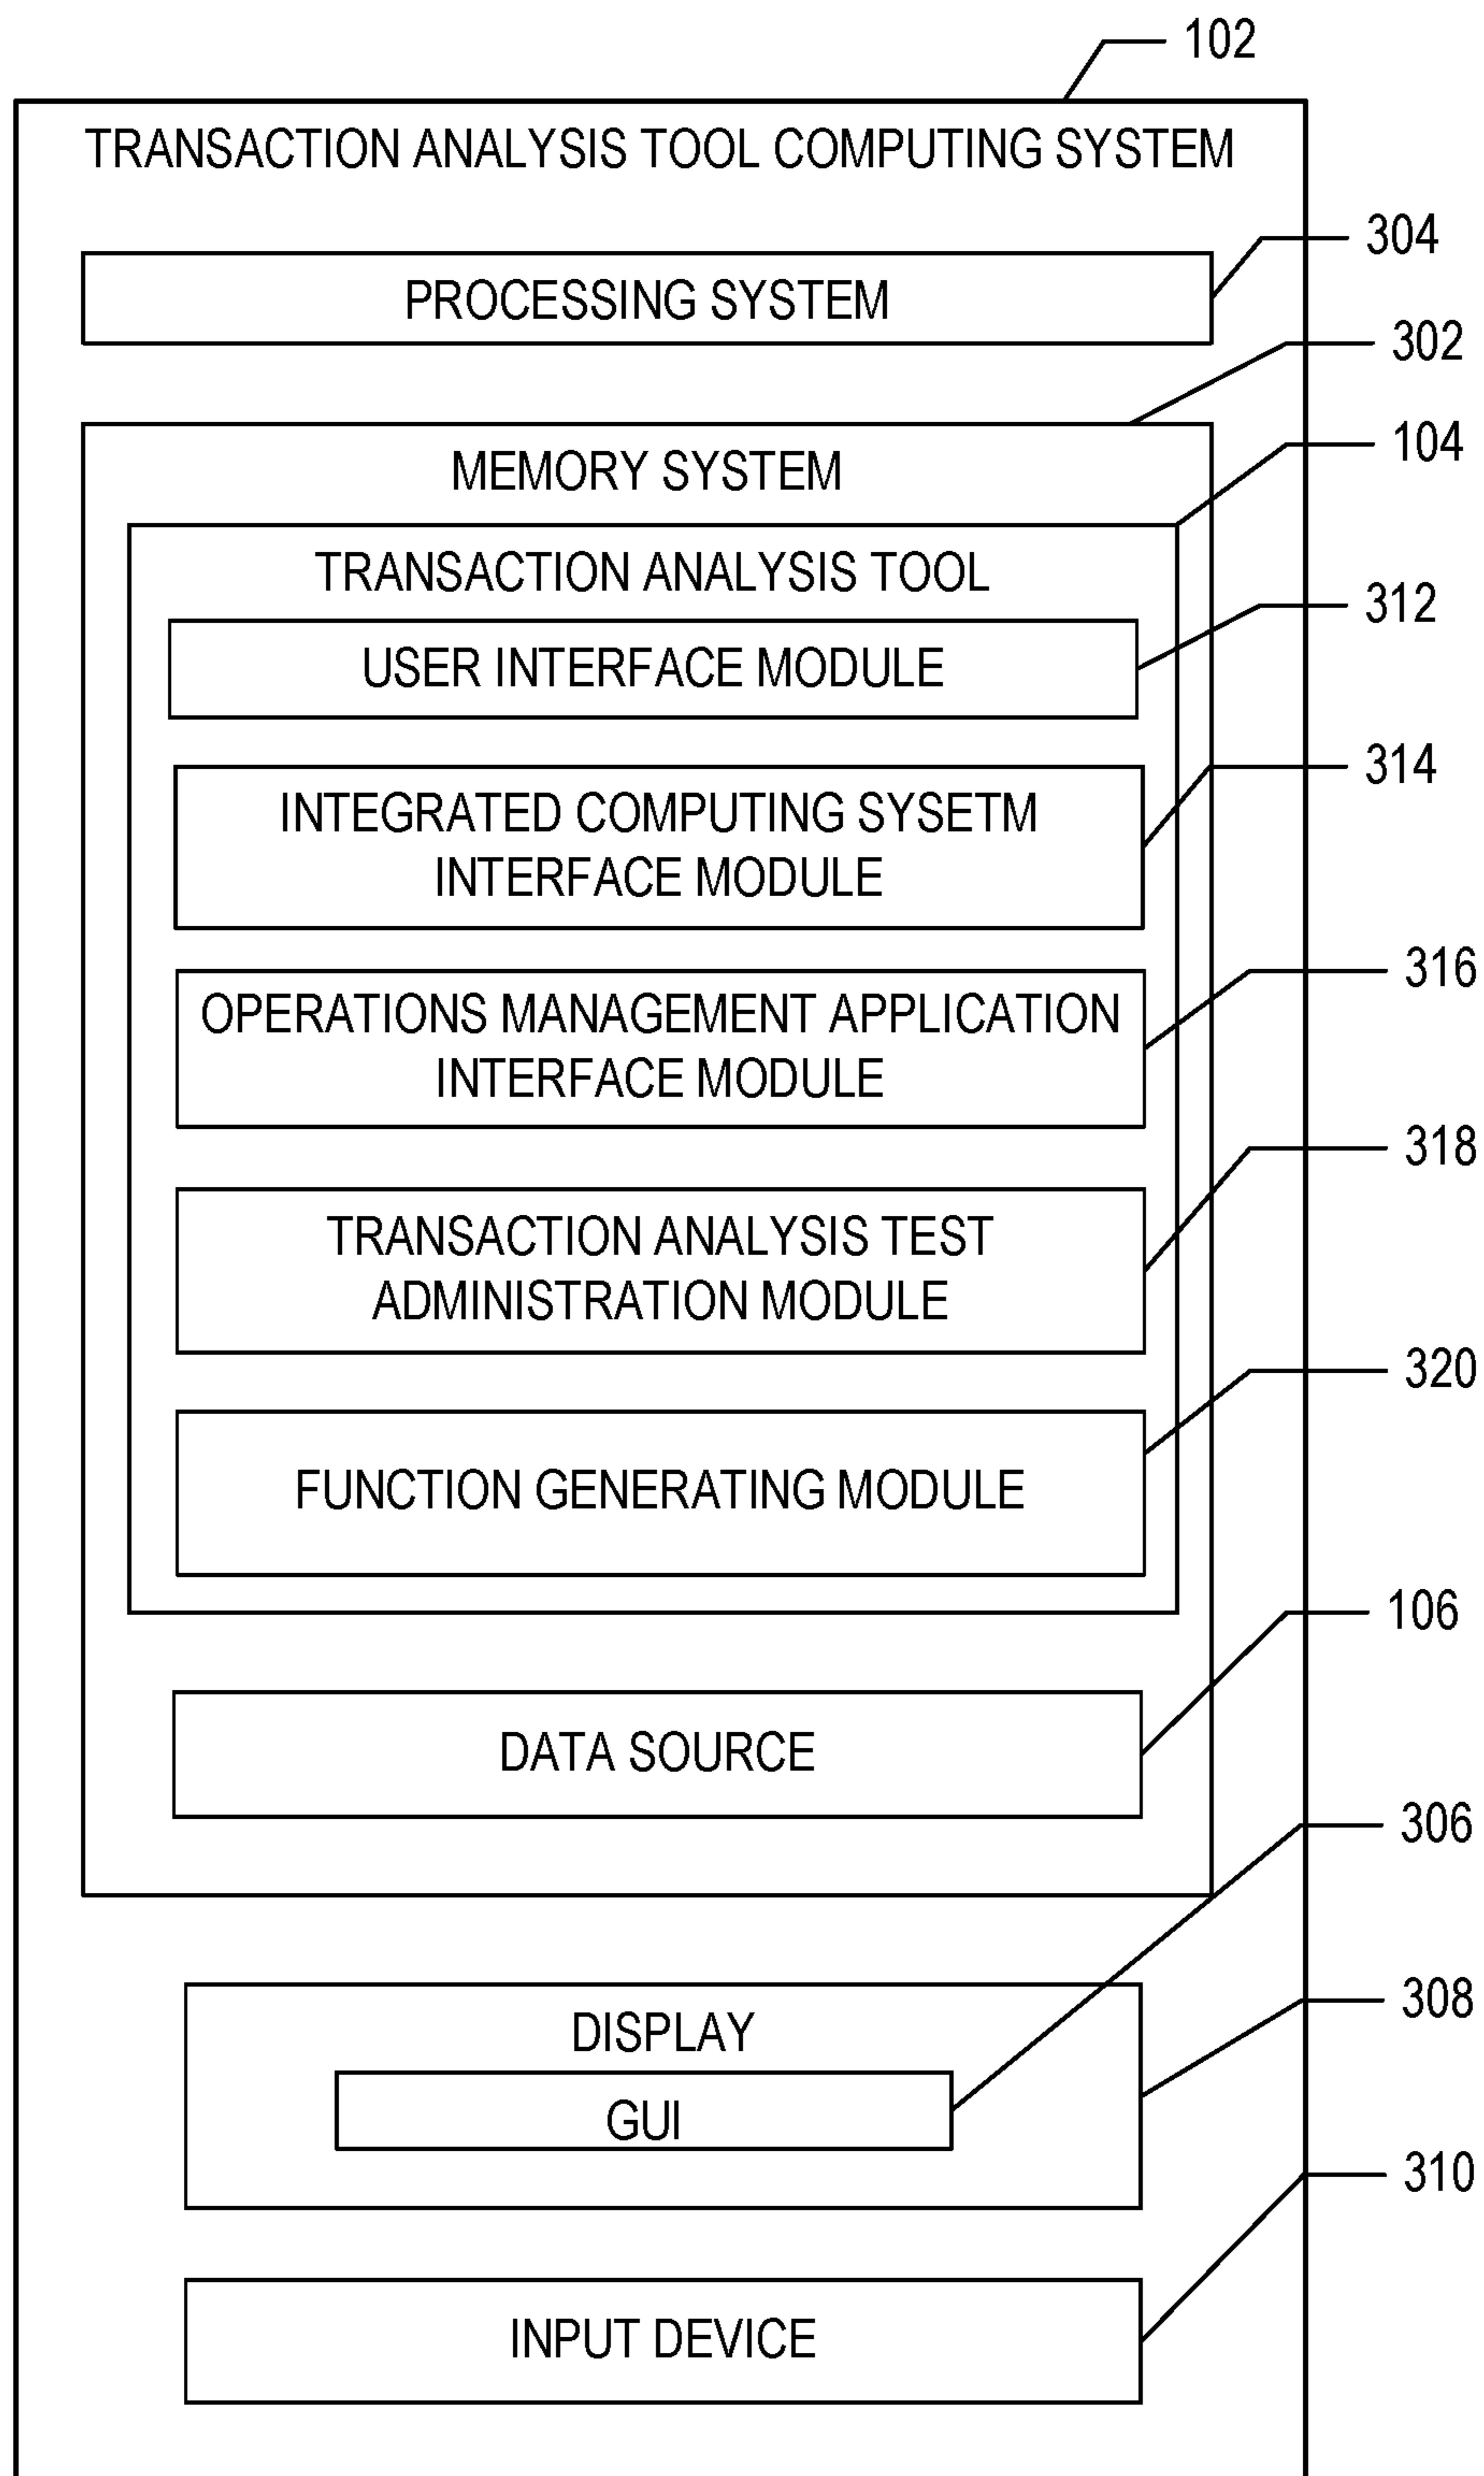 102
TRANSACTION ANALYSIS TOOL COMPUTING SYSTEM
304
PROCESSING SYSTEM
302
MEMORY SYSTEM
104
TRANSACTION ANALYSIS TOOL
312
USER INTERFACE MODULE
314
INTEGRATED COMPUTING SYSETM
INTERFACE MODULE
316
OPERATIONS MANAGEMENT APPLICATION
INTERFACE MODULE
318
TRANSACTION ANALYSIS TEST
ADMINISTRATION MODULE
320
FUNCTION GENERATING MODULE
106
DATA SOURCE
306
308
DISPLAY
GUI
310
INPUT DEVICE